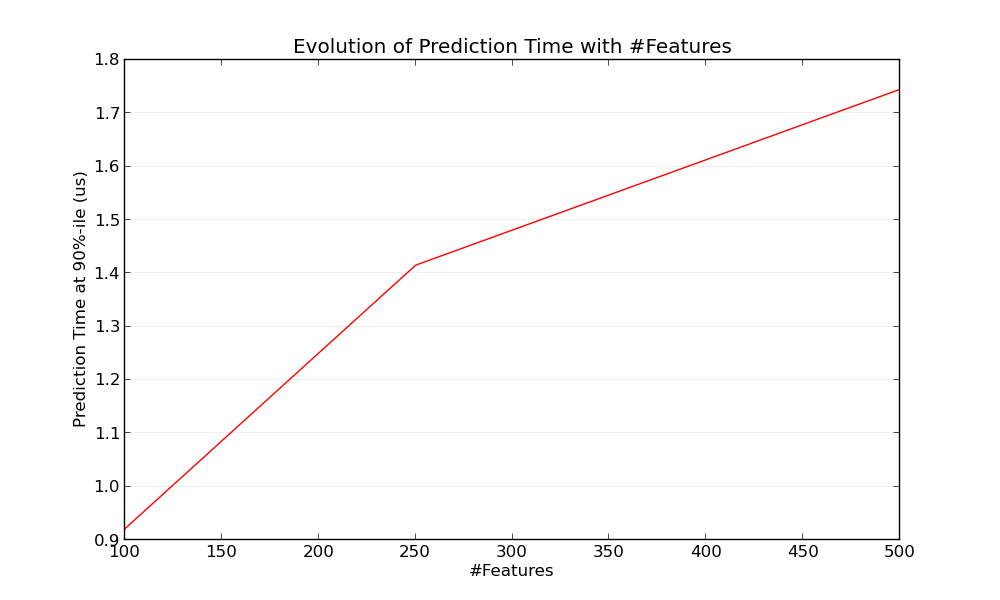 Evolution of Prediction Time with #Features
Prediction Time at 90%-ile (us)
1.8
1.7
1.6
1.5
1.4
1.3
1.2
1.1
1.0
0.9
100 150 200 250 300 350 400 450 500
#Features